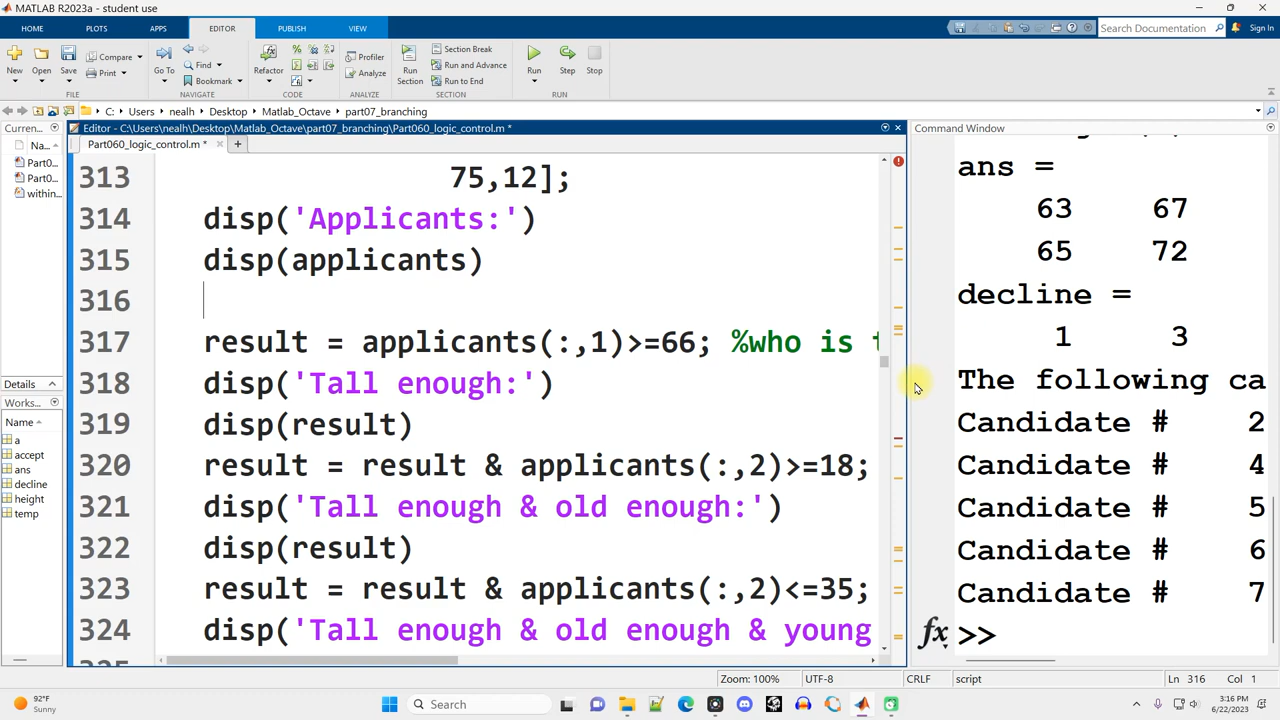 MATLAB R2023a - student use
HOME PLOTS APPS EDITOR PUBLISH VIEW Search Documentation Sign In
New Open Save Compare Print Go To Find Bookmark Refactor Profiler Analyze Run Section Section Break Run and Advance Run to End Run Step Stop
FILE NAVIGATE CODE ANALYZE SECTION RUN
C: Users nealh Desktop Matlab_Octave part07_branching
Curren...
Na...
Part0...
Part0...
within...
Details
Works...
Name
a
accept
ans
decline
height
temp
Editor - C:\Users\nealh\Desktop\Matlab_Octave\part07_branching\Part060_logic_control.m *
Part060_logic_control.m * +
313 75,12];
314 disp('Applicants:')
315 disp(applicants)
316
317 result = applicants(:,1)>=66; %who is t
318 disp('Tall enough:')
319 disp(result)
320 result = result & applicants(:,2)>=18;
321 disp('Tall enough & old enough:')
322 disp(result)
323 result = result & applicants(:,2)<=35;
324 disp('Tall enough & old enough & young
Command Window
ans =
63 67
65 72
decline =
1 3
The following ca
Candidate # 2
Candidate # 4
Candidate # 5
Candidate # 6
Candidate # 7
fx >>
Zoom: 100% UTF-8 CRLF script Ln 316 Col 1
92°F
Sunny
Search
3:16 PM
6/22/2023